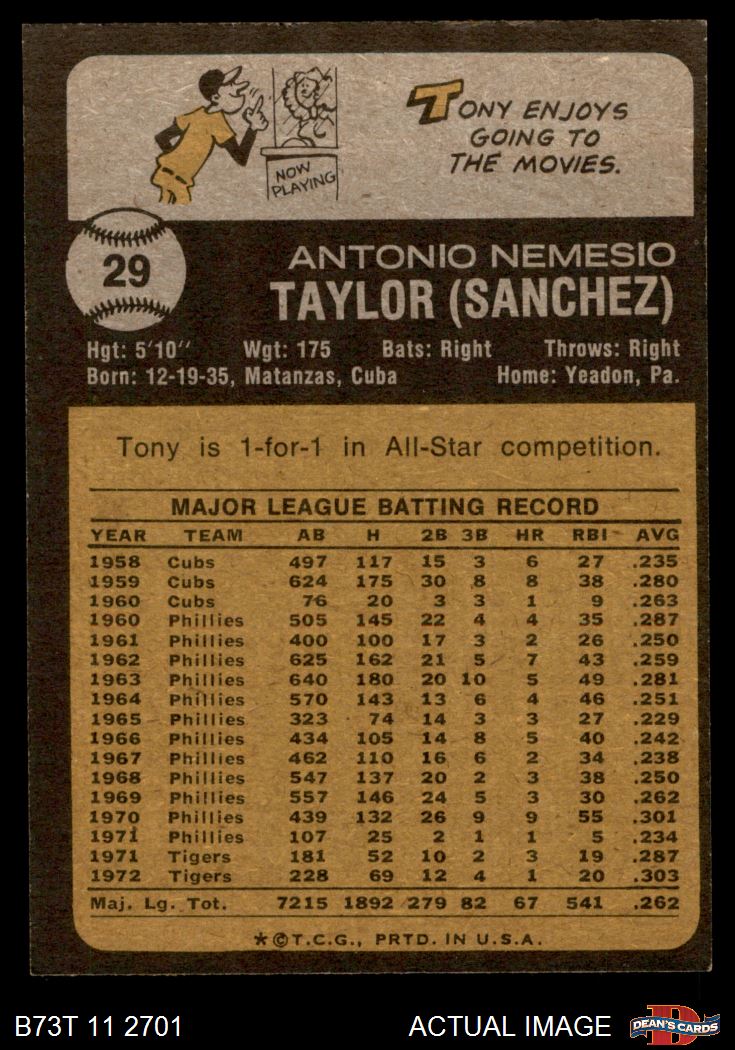 TONY ENJOYS
GOING TO
THE MOVIES.
NOW
PLAYING
29
ANTONIO NEMESIO
TAYLOR (SANCHEZ)
Hgt: 5'10" Wgt: 175 Bats: Right Throws: Right
Born: 12-19-35, Matanzas, Cuba Home: Yeadon, Pa.
Tony is 1-for-1 in All-Star competition.
MAJOR LEAGUE BATTING RECORD
YEAR TEAM AB H 2B 3B HR RBI AVG
1958 Cubs 497 117 15 3 6 27 .235
1959 Cubs 624 175 30 8 8 38 .280
1960 Cubs 76 20 3 3 1 9 .263
1960 Phillies 505 145 22 4 4 35 .287
1961 Phillies 400 100 17 3 2 26 .250
1962 Phillies 625 162 21 5 7 43 .259
1963 Phillies 640 180 20 10 5 49 .281
1964 Phillies 570 143 13 6 4 46 .251
1965 Phillies 323 74 14 3 3 27 .229
1966 Phillies 434 105 14 8 5 40 .242
1967 Phillies 462 110 16 6 2 34 .238
1968 Phillies 547 137 20 2 3 38 .250
1969 Phillies 557 146 24 5 3 30 .262
1970 Phillies 439 132 26 9 9 55 .301
1971 Phillies 107 25 2 1 1 5 .234
1971 Tigers 181 52 10 2 3 19 .287
1972 Tigers 228 69 12 4 1 20 .303
Maj. Lg. Tot. 7215 1892 279 82 67 541 .262
*©T.C.G., PRTD. IN U.S.A.
B73T 11 2701 ACTUAL IMAGE
DEAN'S CARDS